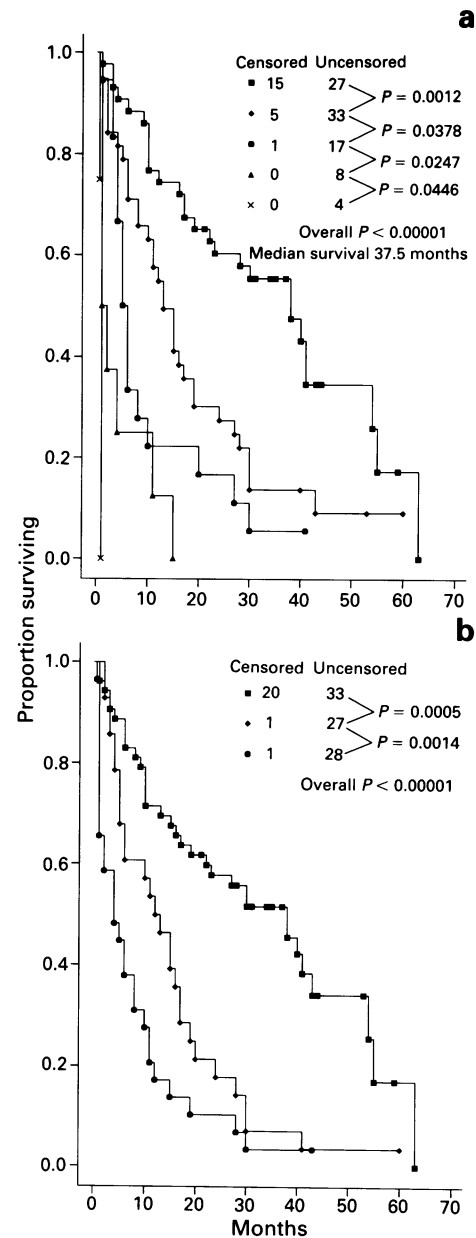 a
Censored Uncensored
15 27
P = 0.0012
5 33
P = 0.0378
1 17
P = 0.0247
0 8
P = 0.0446
0 4
Overall P < 0.00001
Median survival 37.5 months
1.0
0.8
0.6
0.4
0.2
0.0
0 10 20 30 40 50 60 70
Proportion surviving
b
Censored Uncensored
20 33
P = 0.0005
1 27
P = 0.0014
1 28
Overall P < 0.00001
1.0
0.8
0.6
0.4
0.2
0.0
0 10 20 30 40 50 60 70
Months